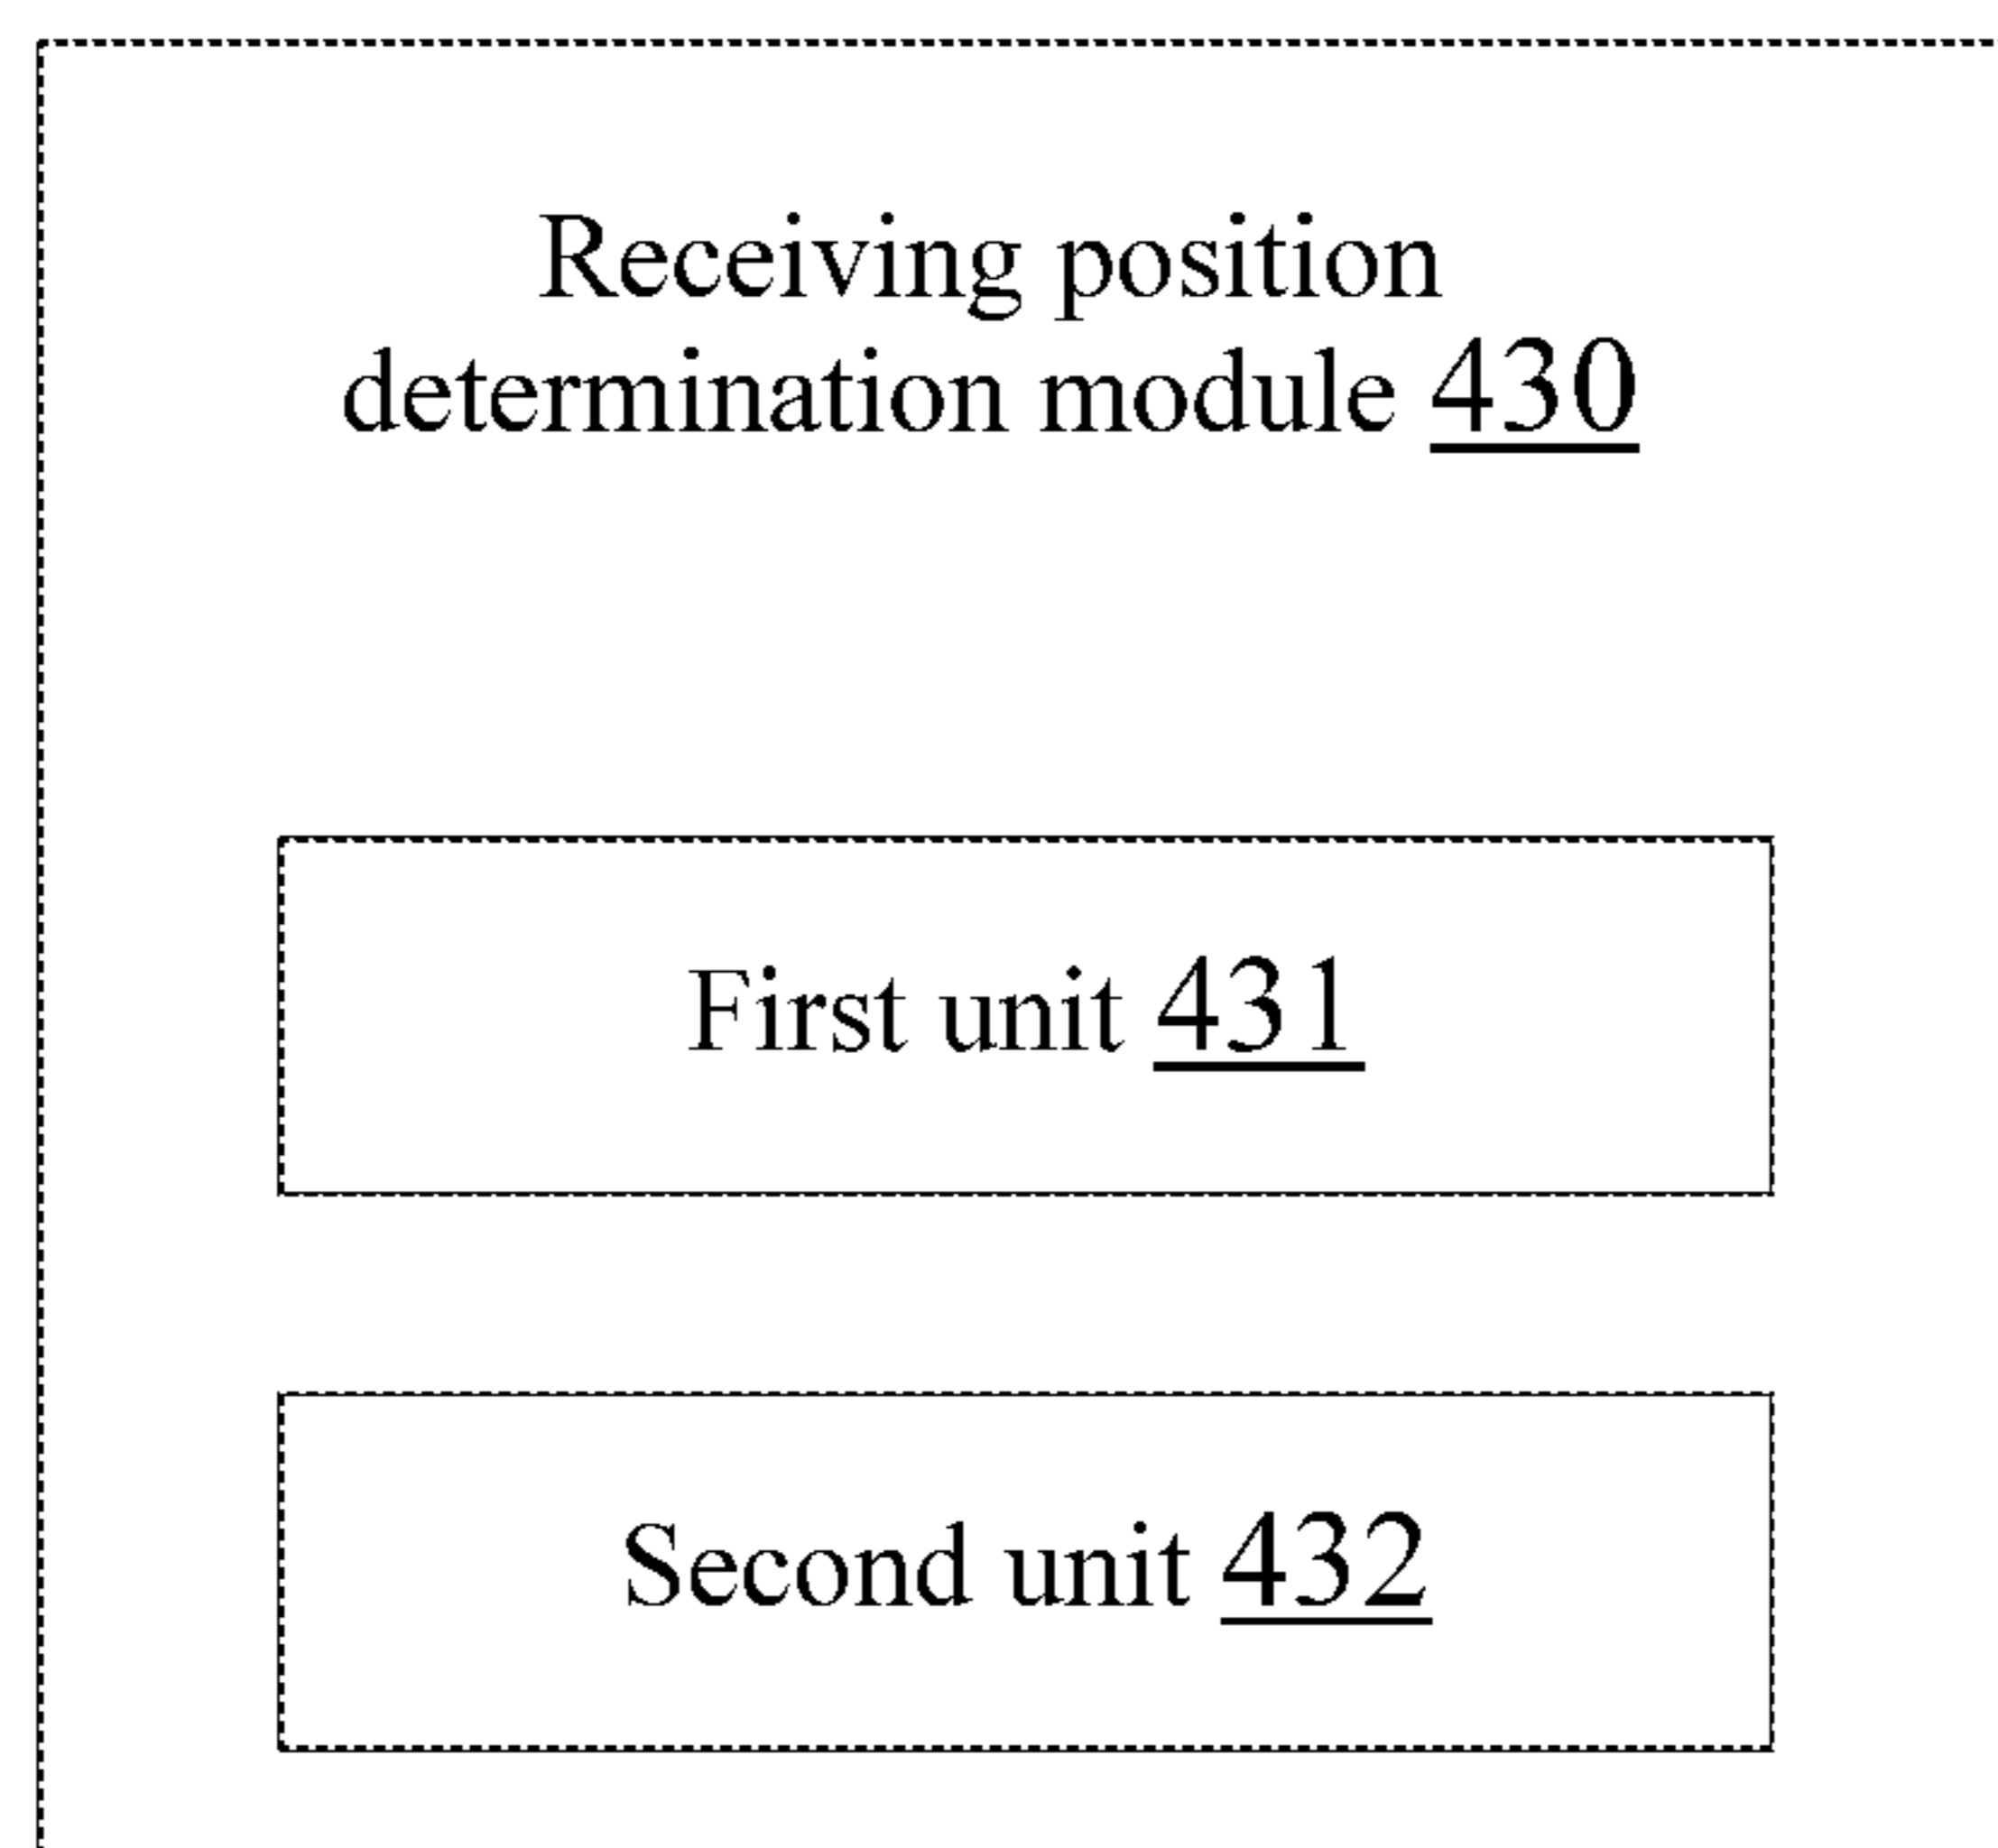 Receiving position
determination module 430
First unit 431
Second unit 432